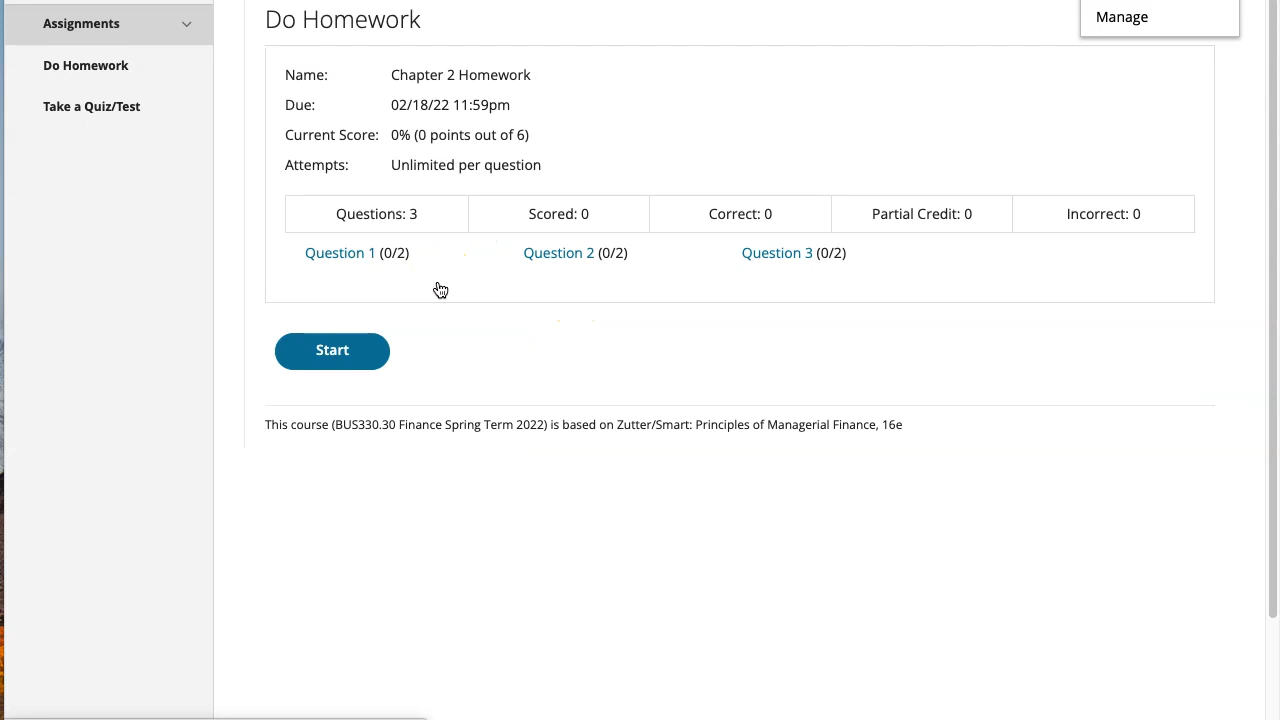 Assignments
Do Homework
Take a Quiz/Test
Do Homework
Manage
Name: Chapter 2 Homework
Due: 02/18/22 11:59pm
Current Score: 0% (0 points out of 6)
Attempts: Unlimited per question
Questions: 3 Scored: 0 Correct: 0 Partial Credit: 0 Incorrect: 0
Question 1 (0/2) Question 2 (0/2) Question 3 (0/2)
Start
This course (BUS330.30 Finance Spring Term 2022) is based on Zutter/Smart: Principles of Managerial Finance, 16e